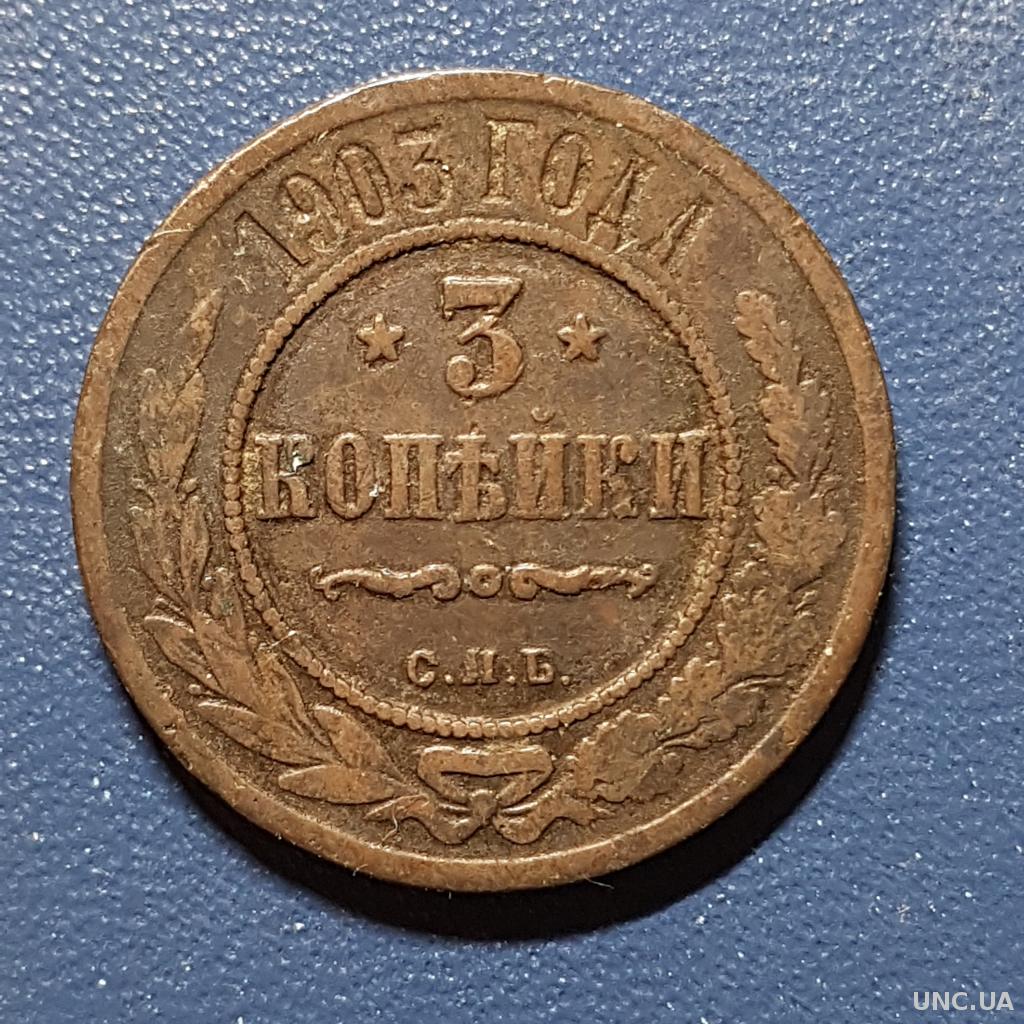 1903 ГОДА
* 3 *
КОПѢЙКИ
С.П.Б.
UNC.UA